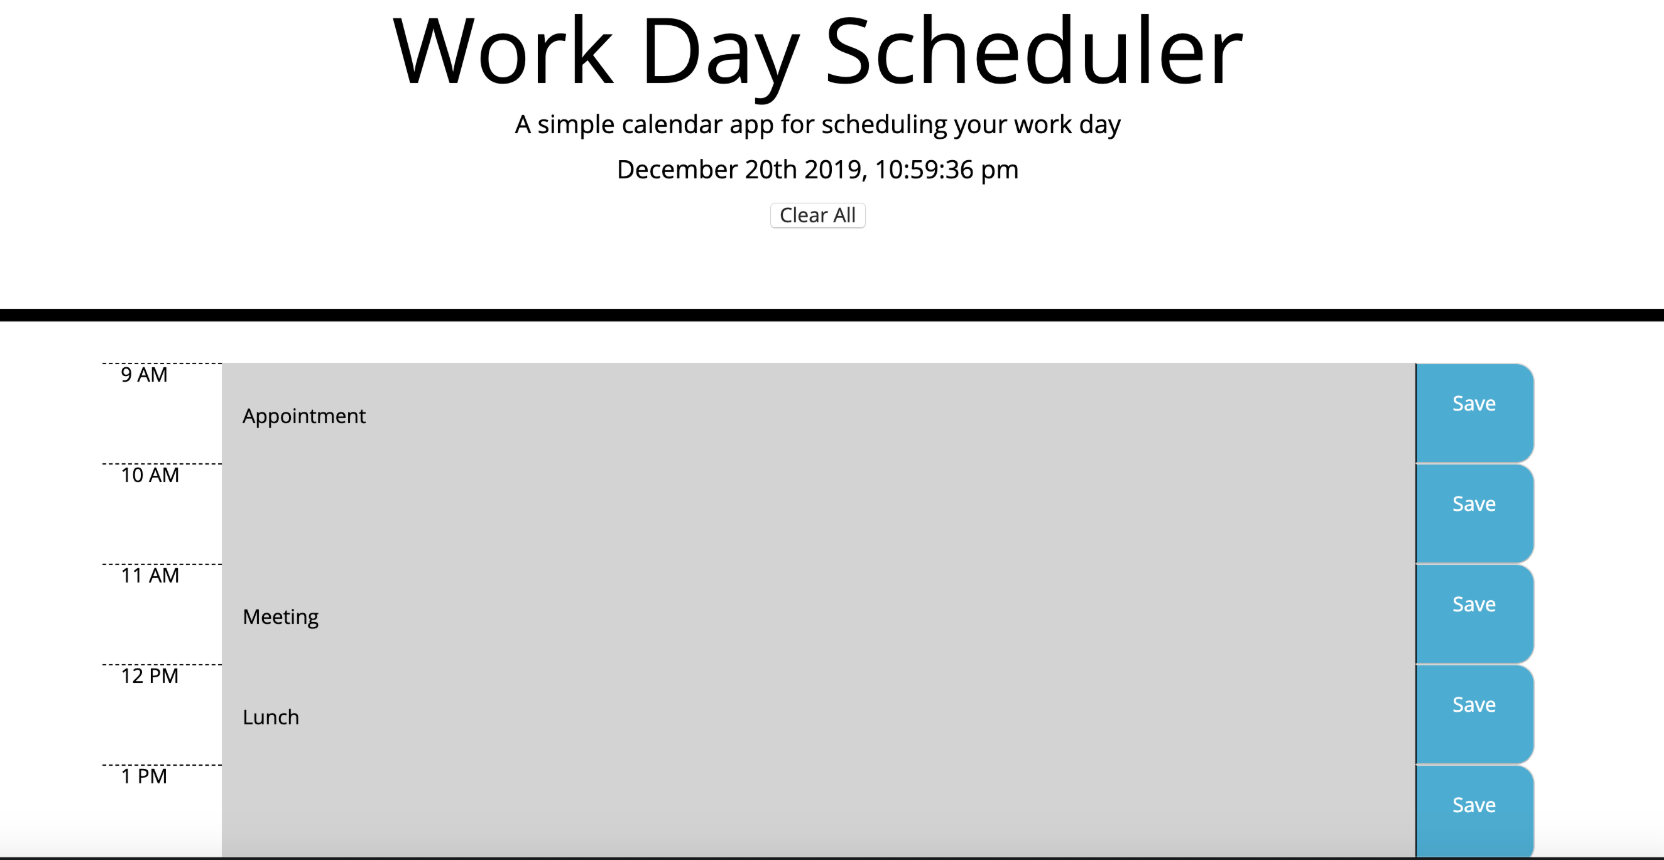 Work Day Scheduler
A simple calendar app for scheduling your work day
December 20th 2019, 10:59:36 pm
Clear All
9 AM
Appointment
Save
10 AM
Save
11 AM
Meeting
Save
12 PM
Lunch
Save
1 PM
Save